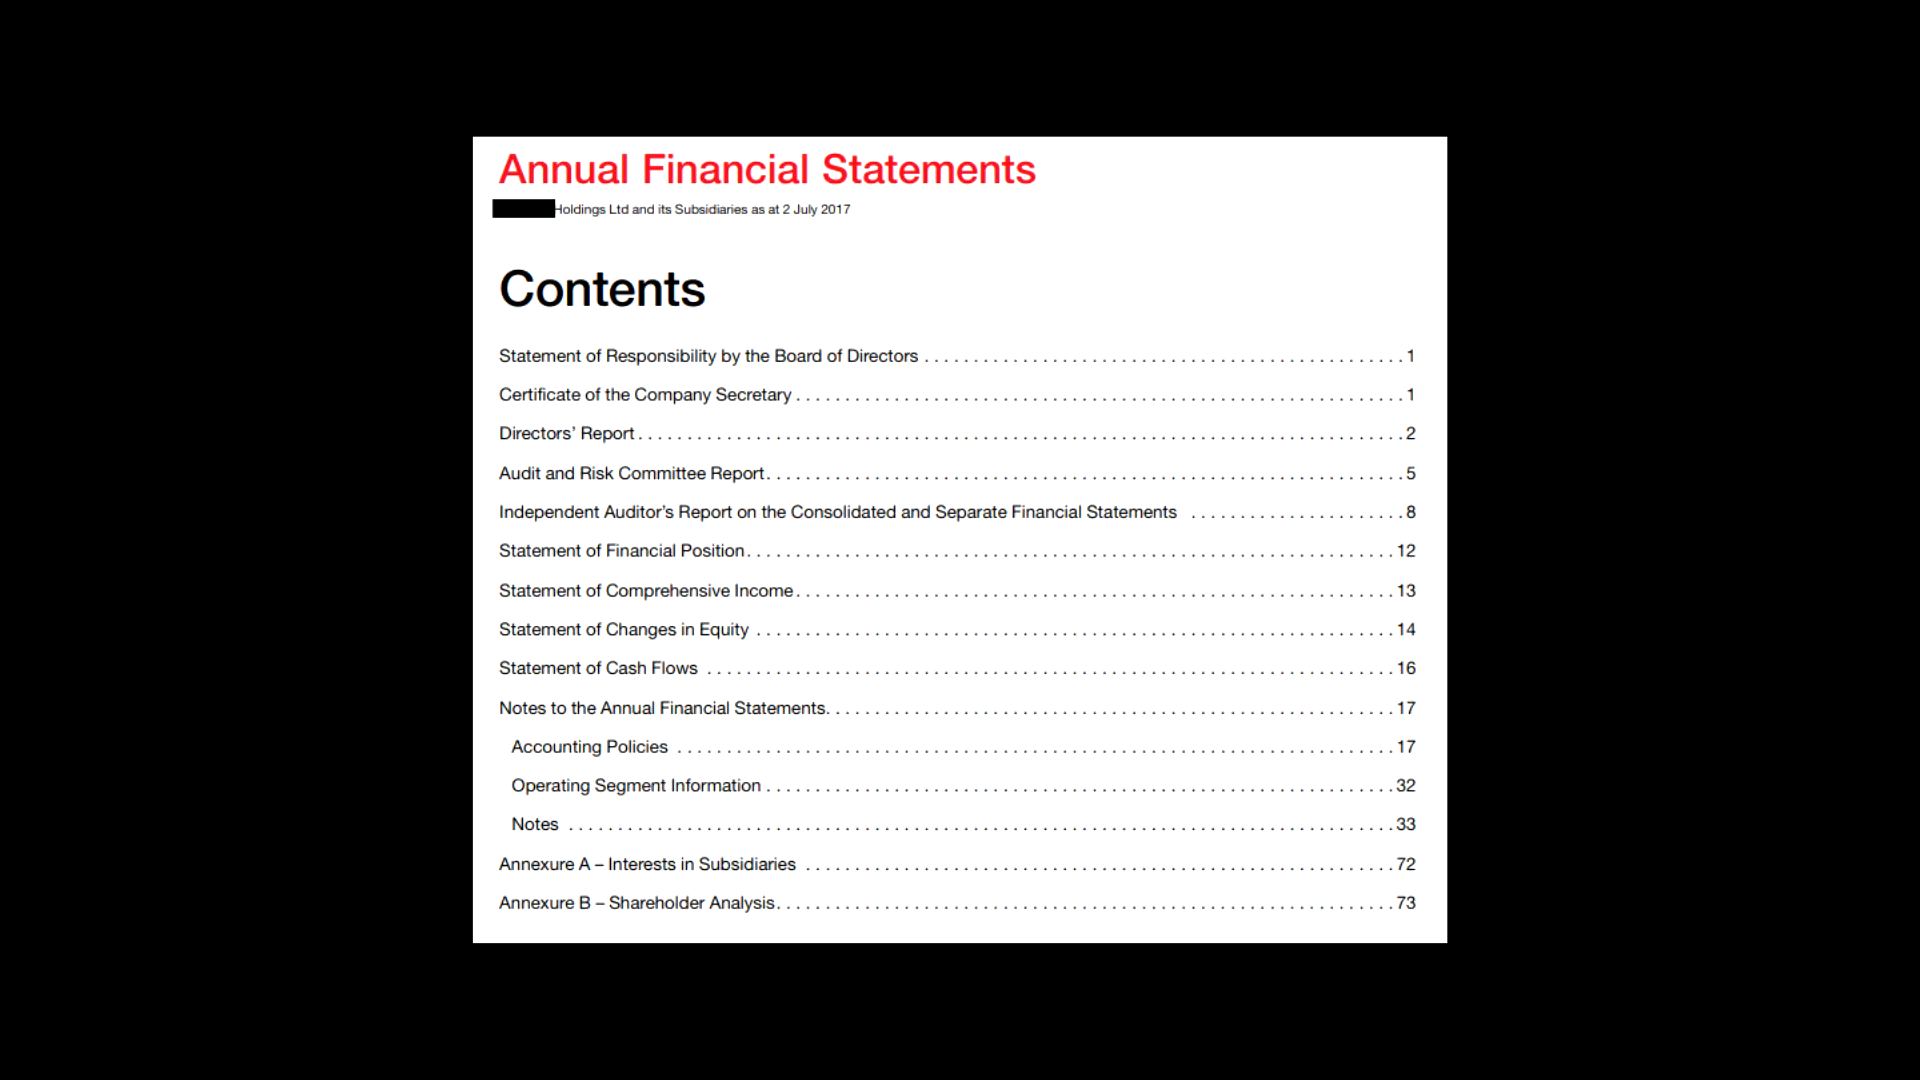 Annual Financial Statements
Holdings Ltd and its Subsidiaries as at 2 July 2017
Contents
Statement of Responsibility by the Board of Directors . . . . . . . . . . . . . . . . . . . . . . . . . . . . . . . . . . . . . . . . . . . . . . . . . 1
Certificate of the Company Secretary . . . . . . . . . . . . . . . . . . . . . . . . . . . . . . . . . . . . . . . . . . . . . . . . . . . . . . . . . . . . . . 1
Directors’ Report . . . . . . . . . . . . . . . . . . . . . . . . . . . . . . . . . . . . . . . . . . . . . . . . . . . . . . . . . . . . . . . . . . . . . . . . . . . . . . 2
Audit and Risk Committee Report . . . . . . . . . . . . . . . . . . . . . . . . . . . . . . . . . . . . . . . . . . . . . . . . . . . . . . . . . . . . . . . . . 5
Independent Auditor’s Report on the Consolidated and Separate Financial Statements . . . . . . . . . . . . . . . . . . . . . . 8
Statement of Financial Position . . . . . . . . . . . . . . . . . . . . . . . . . . . . . . . . . . . . . . . . . . . . . . . . . . . . . . . . . . . . . . . . . . 12
Statement of Comprehensive Income . . . . . . . . . . . . . . . . . . . . . . . . . . . . . . . . . . . . . . . . . . . . . . . . . . . . . . . . . . . . . 13
Statement of Changes in Equity . . . . . . . . . . . . . . . . . . . . . . . . . . . . . . . . . . . . . . . . . . . . . . . . . . . . . . . . . . . . . . . . . 14
Statement of Cash Flows . . . . . . . . . . . . . . . . . . . . . . . . . . . . . . . . . . . . . . . . . . . . . . . . . . . . . . . . . . . . . . . . . . . . . . 16
Notes to the Annual Financial Statements . . . . . . . . . . . . . . . . . . . . . . . . . . . . . . . . . . . . . . . . . . . . . . . . . . . . . . . . . . 17
Accounting Policies . . . . . . . . . . . . . . . . . . . . . . . . . . . . . . . . . . . . . . . . . . . . . . . . . . . . . . . . . . . . . . . . . . . . . . . . . 17
Operating Segment Information . . . . . . . . . . . . . . . . . . . . . . . . . . . . . . . . . . . . . . . . . . . . . . . . . . . . . . . . . . . . . . . . 32
Notes . . . . . . . . . . . . . . . . . . . . . . . . . . . . . . . . . . . . . . . . . . . . . . . . . . . . . . . . . . . . . . . . . . . . . . . . . . . . . . . . . . . . 33
Annexure A – Interests in Subsidiaries . . . . . . . . . . . . . . . . . . . . . . . . . . . . . . . . . . . . . . . . . . . . . . . . . . . . . . . . . . . . 72
Annexure B – Shareholder Analysis . . . . . . . . . . . . . . . . . . . . . . . . . . . . . . . . . . . . . . . . . . . . . . . . . . . . . . . . . . . . . . . 73